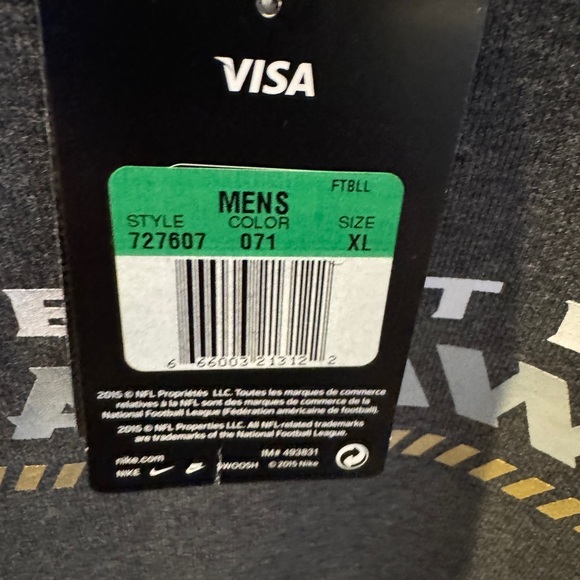 VISA
FTBLL
MENS
STYLE COLOR SIZE
727607 071 XL
6 66003 21312 2
2015 © NFL Propriétés LLC. Toutes les marques de commerce
relatives à la NFL sont des marques de commerce de la
National Football League (Fédération américaine de football).
2015 © NFL Properties LLC. All NFL-related trademarks
are trademarks of the National Football League.
nike.com IM# 493831
NIKE SWOOSH © 2015 Nike